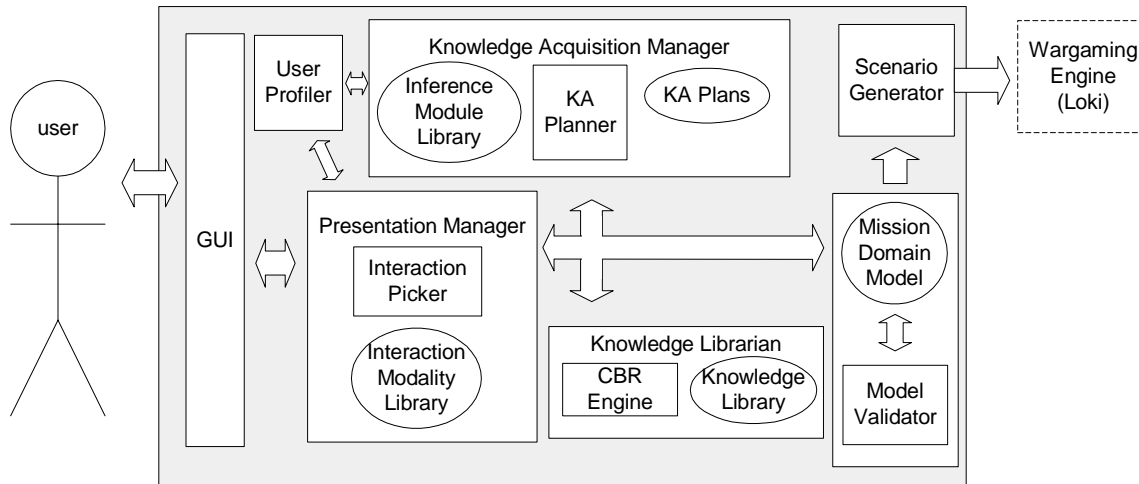 user
GUI
User
Profiler
Knowledge Acquisition Manager
Inference
Module
Library
KA
Planner
KA Plans
Scenario
Generator
Wargaming
Engine
(Loki)
Presentation Manager
Interaction
Picker
Interaction
Modality
Library
Knowledge Librarian
CBR
Engine
Knowledge
Library
Mission
Domain
Model
Model
Validator